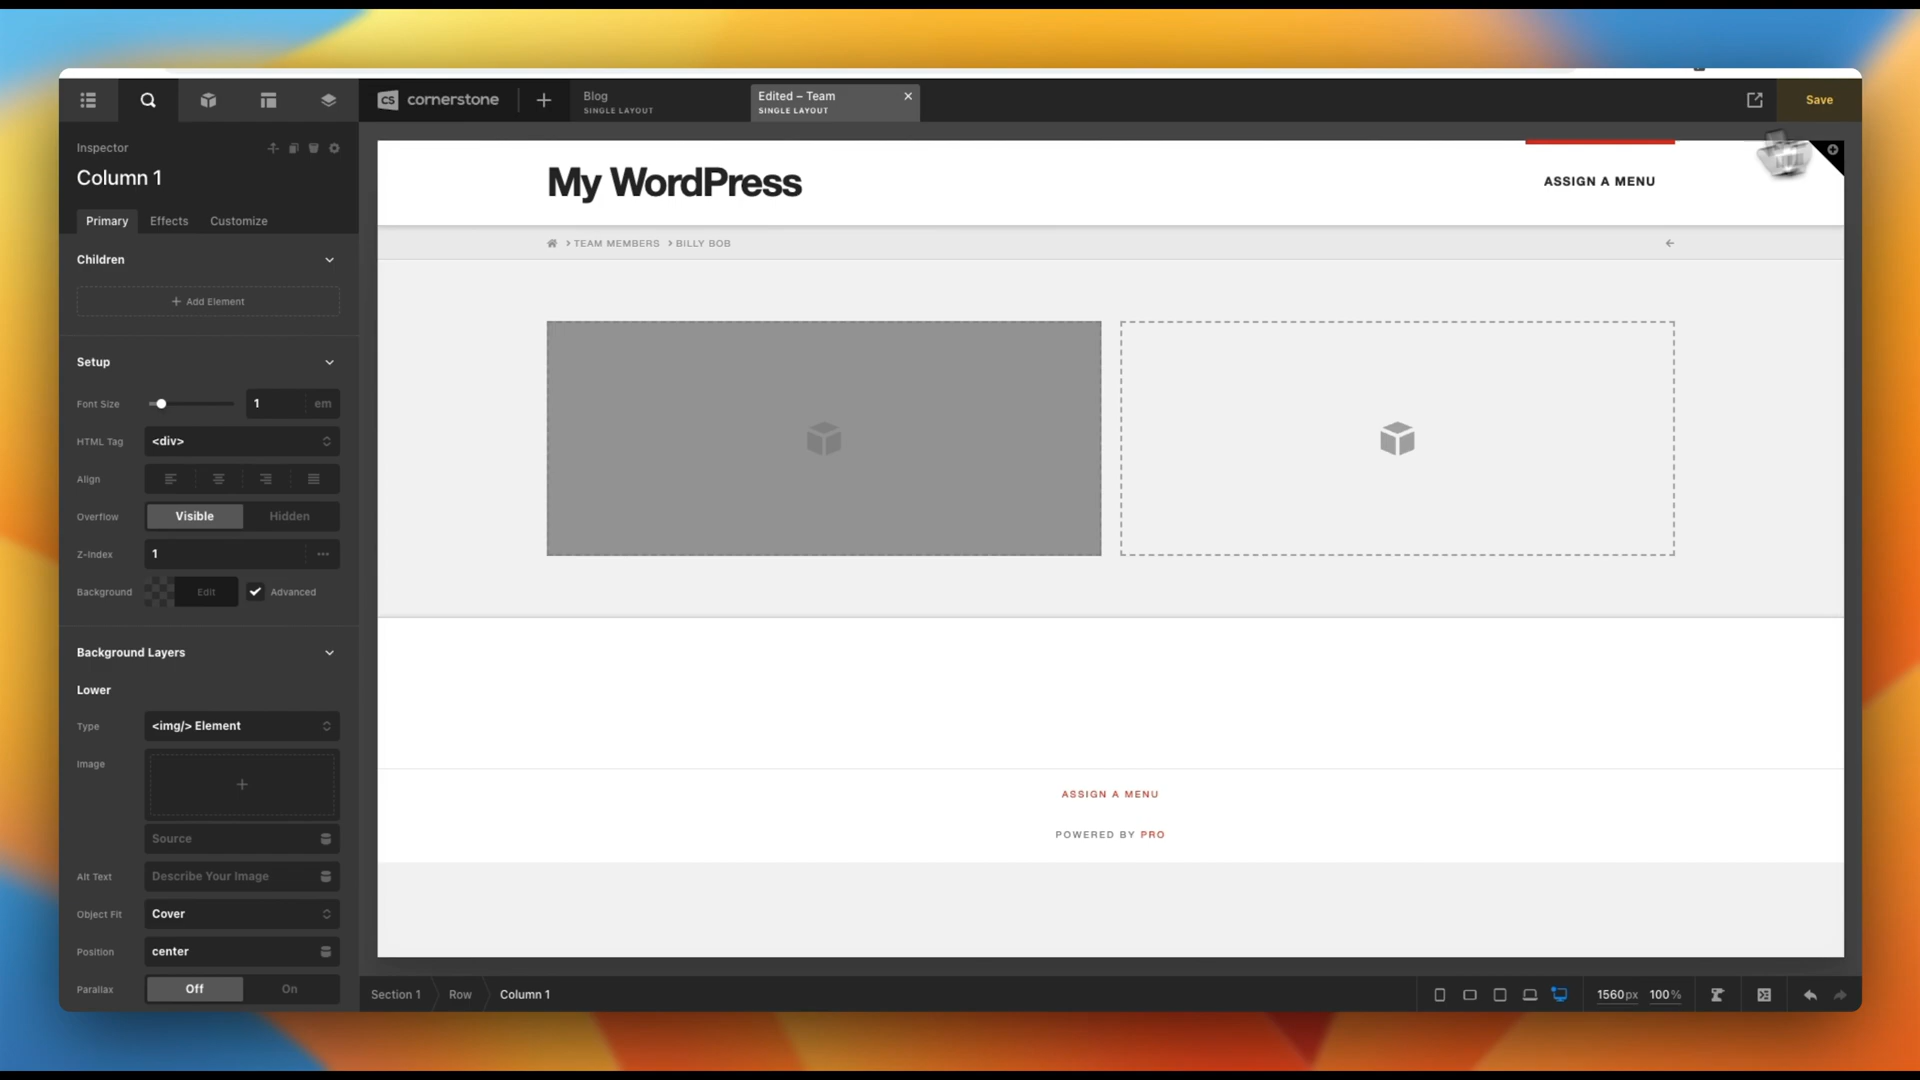 CS cornerstone
Blog
SINGLE LAYOUT
Edited – Team
SINGLE LAYOUT
Save
Inspector
Column 1
Primary
Effects
Customize
Children
Add Element
Setup
Font Size
1
em
HTML Tag
<div>
Align
Overflow
Visible
Hidden
Z-Index
1
Background
Edit
Advanced
Background Layers
Lower
Type
<img/> Element
Image
Source
Alt Text
Describe Your Image
Object Fit
Cover
Position
center
Parallax
Off
On
My WordPress
ASSIGN A MENU
TEAM MEMBERS
BILLY BOB
ASSIGN A MENU
POWERED BY PRO
Section 1
Row
Column 1
1560px
100%